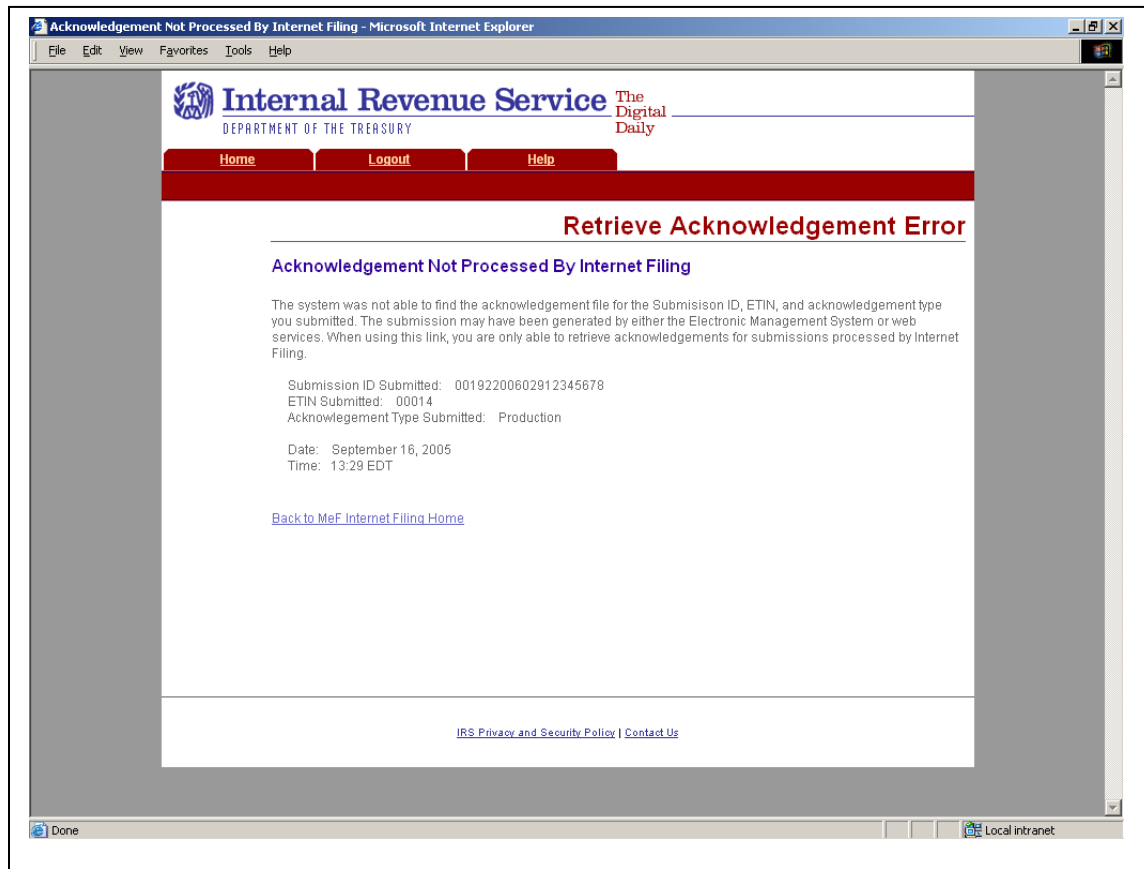 Acknowledgement Not Processed By Internet Filing - Microsoft Internet Explorer
File Edit View Favorites Tools Help
Internal Revenue Service
DEPARTMENT OF THE TREASURY
The
Digital
Daily
Home Logout Help
Retrieve Acknowledgement Error
Acknowledgement Not Processed By Internet Filing
The system was not able to find the acknowledgement file for the Submisison ID, ETIN, and acknowledgement type
you submitted. The submission may have been generated by either the Electronic Management System or web
services. When using this link, you are only able to retrieve acknowledgements for submissions processed by Internet
Filing.
Submission ID Submitted: 00192200602912345678
ETIN Submitted: 00014
Acknowlegement Type Submitted: Production
Date: September 16, 2005
Time: 13:29 EDT
Back to MeF Internet Filing Home
IRS Privacy and Security Policy | Contact Us
Done
Local intranet